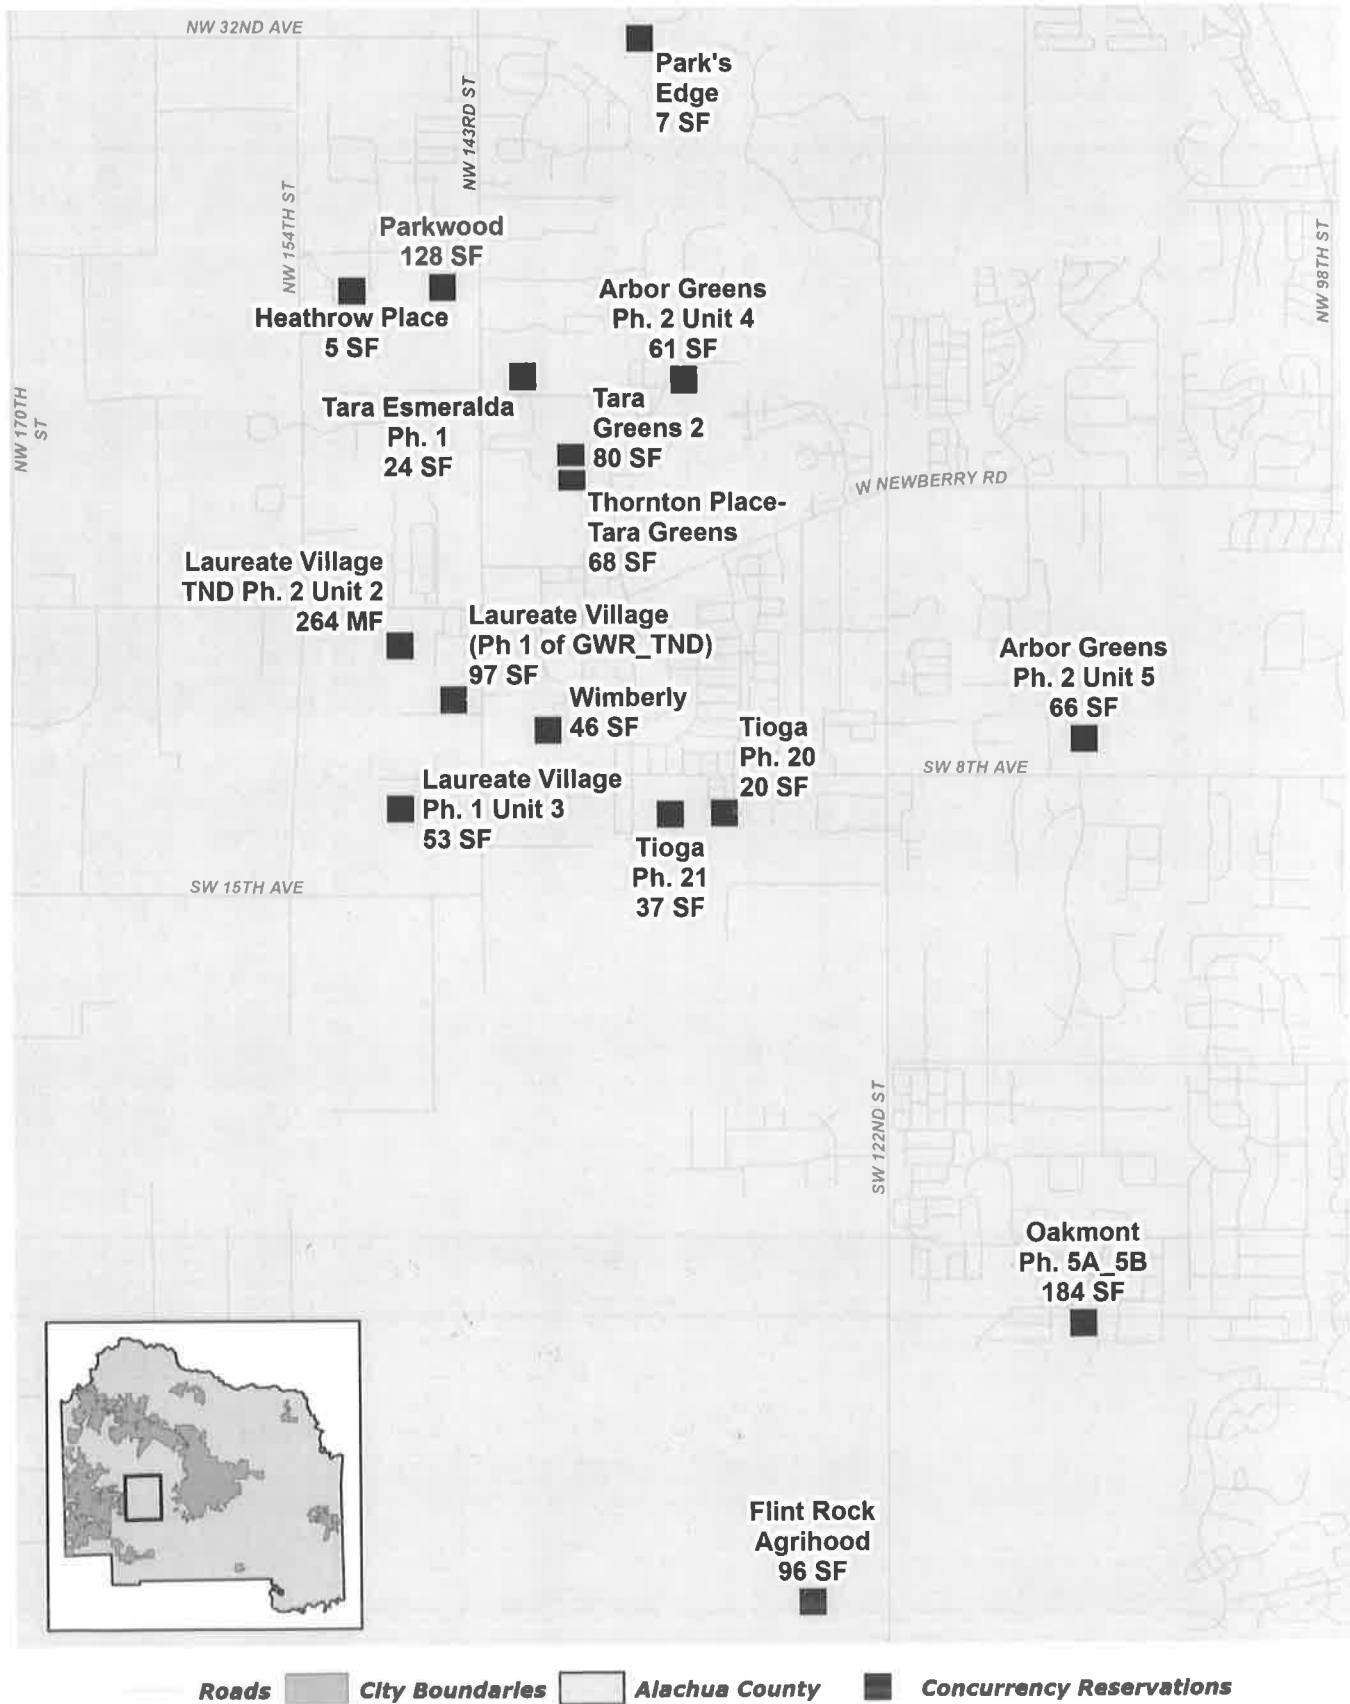 NW 32ND AVE
Park's
Edge
7 SF
NW 143RD ST
NW 154TH ST
Parkwood
128 SF
NW 98TH ST
Heathrow Place
5 SF
Arbor Greens
Ph. 2 Unit 4
61 SF
NW 170TH
ST
Tara Esmeralda
Ph. 1
24 SF
Tara
Greens 2
80 SF
W NEWBERRY RD
Thornton Place-
Tara Greens
68 SF
Laureate Village
TND Ph. 2 Unit 2
264 MF
Laureate Village
(Ph 1 of GWR_TND)
97 SF
Arbor Greens
Ph. 2 Unit 5
66 SF
Wimberly
46 SF
Tioga
Ph. 20
20 SF
SW 8TH AVE
Laureate Village
Ph. 1 Unit 3
53 SF
Tioga
Ph. 21
37 SF
SW 15TH AVE
SW 122ND ST
Oakmont
Ph. 5A_5B
184 SF
Flint Rock
Agrihood
96 SF
Roads
City Boundaries
Alachua County
Concurrency Reservations